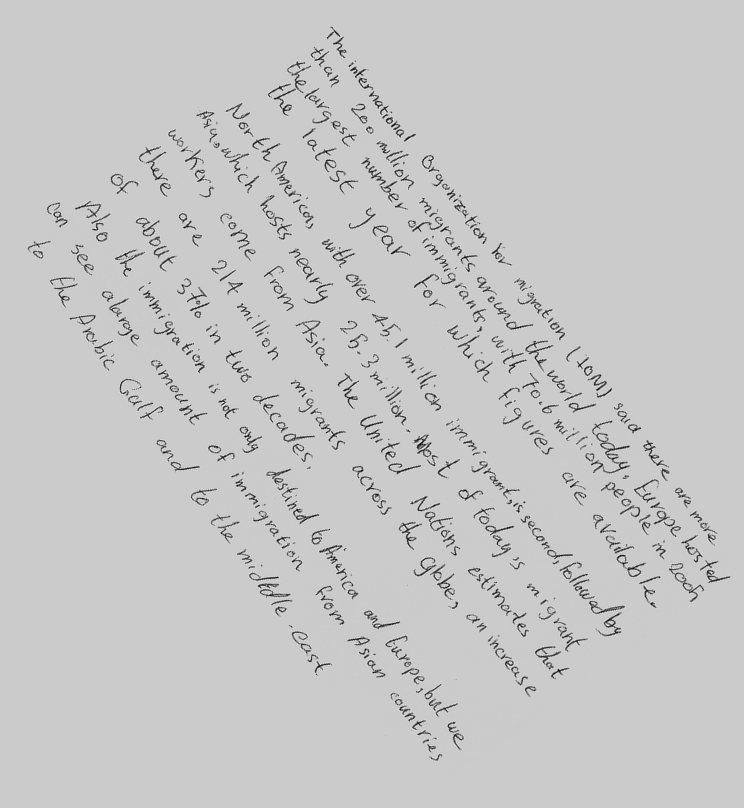 The international Organization for migration (IOM) said there are more
than 200 million migrants around the world today, Europe hosted
the largest number of immigrants, with 70.6 million people in 2005
the latest year for which figures are available.
North American, with over 45.1 million immigrant, is second, followed by
Asia, which hosts nearly 25.3 million. Most of today,s migrant
workers come from Asia. The United Nations estimates that
there are 214 million migrants across the globe, an increase
of about 37% in two decades.
Also the immigration is not only destined to America and Europe, but we
can see alarge amount of immigration from Asian countries
to the Arabic Gulf and to the middle-east